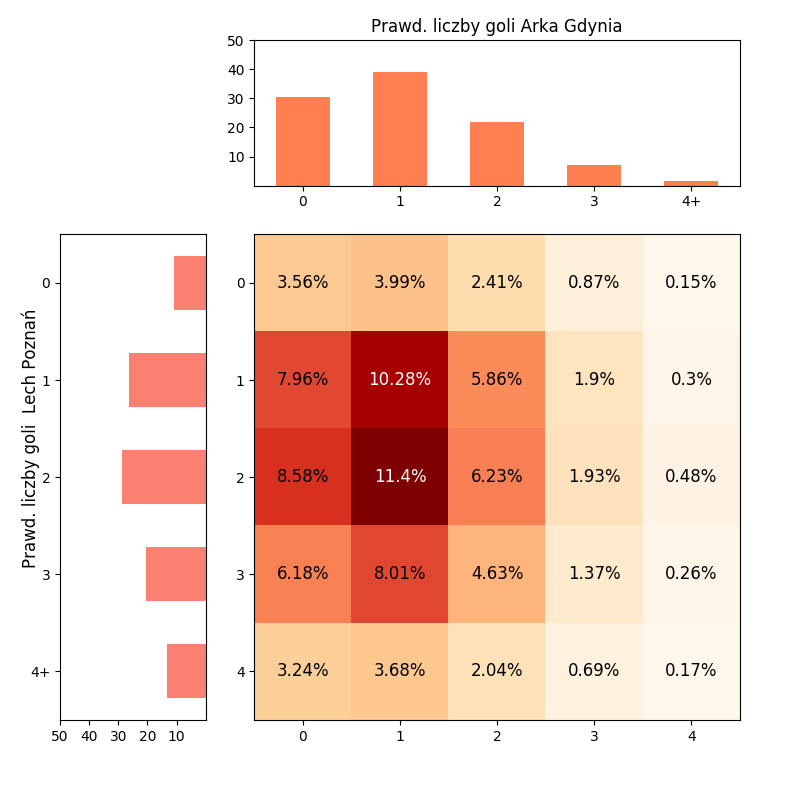 Prawd. liczby goli Arka Gdynia
50
40
30
20
10
0 1 2 3 4+
Prawd. liczby goli Lech Poznań
0
1
2
3
4+
50 40 30 20 10
0 3.56% 3.99% 2.41% 0.87% 0.15%
1 7.96% 10.28% 5.86% 1.9% 0.3%
2 8.58% 11.4% 6.23% 1.93% 0.48%
3 6.18% 8.01% 4.63% 1.37% 0.26%
4 3.24% 3.68% 2.04% 0.69% 0.17%
0 1 2 3 4